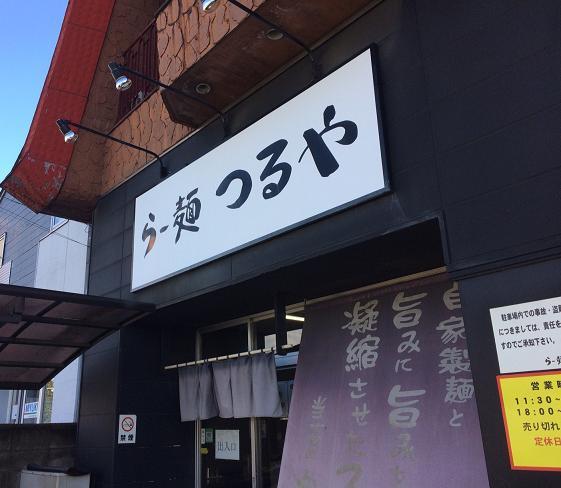 らー麺 つるや
自家製麺と
旨みに旨み
凝縮させた
駐車場内での事故・盗
につきましては、責任を
すのでご承知下さい。
らー
営業時
11:30～
18:00～
売り切れ
定休日
禁煙
出入口